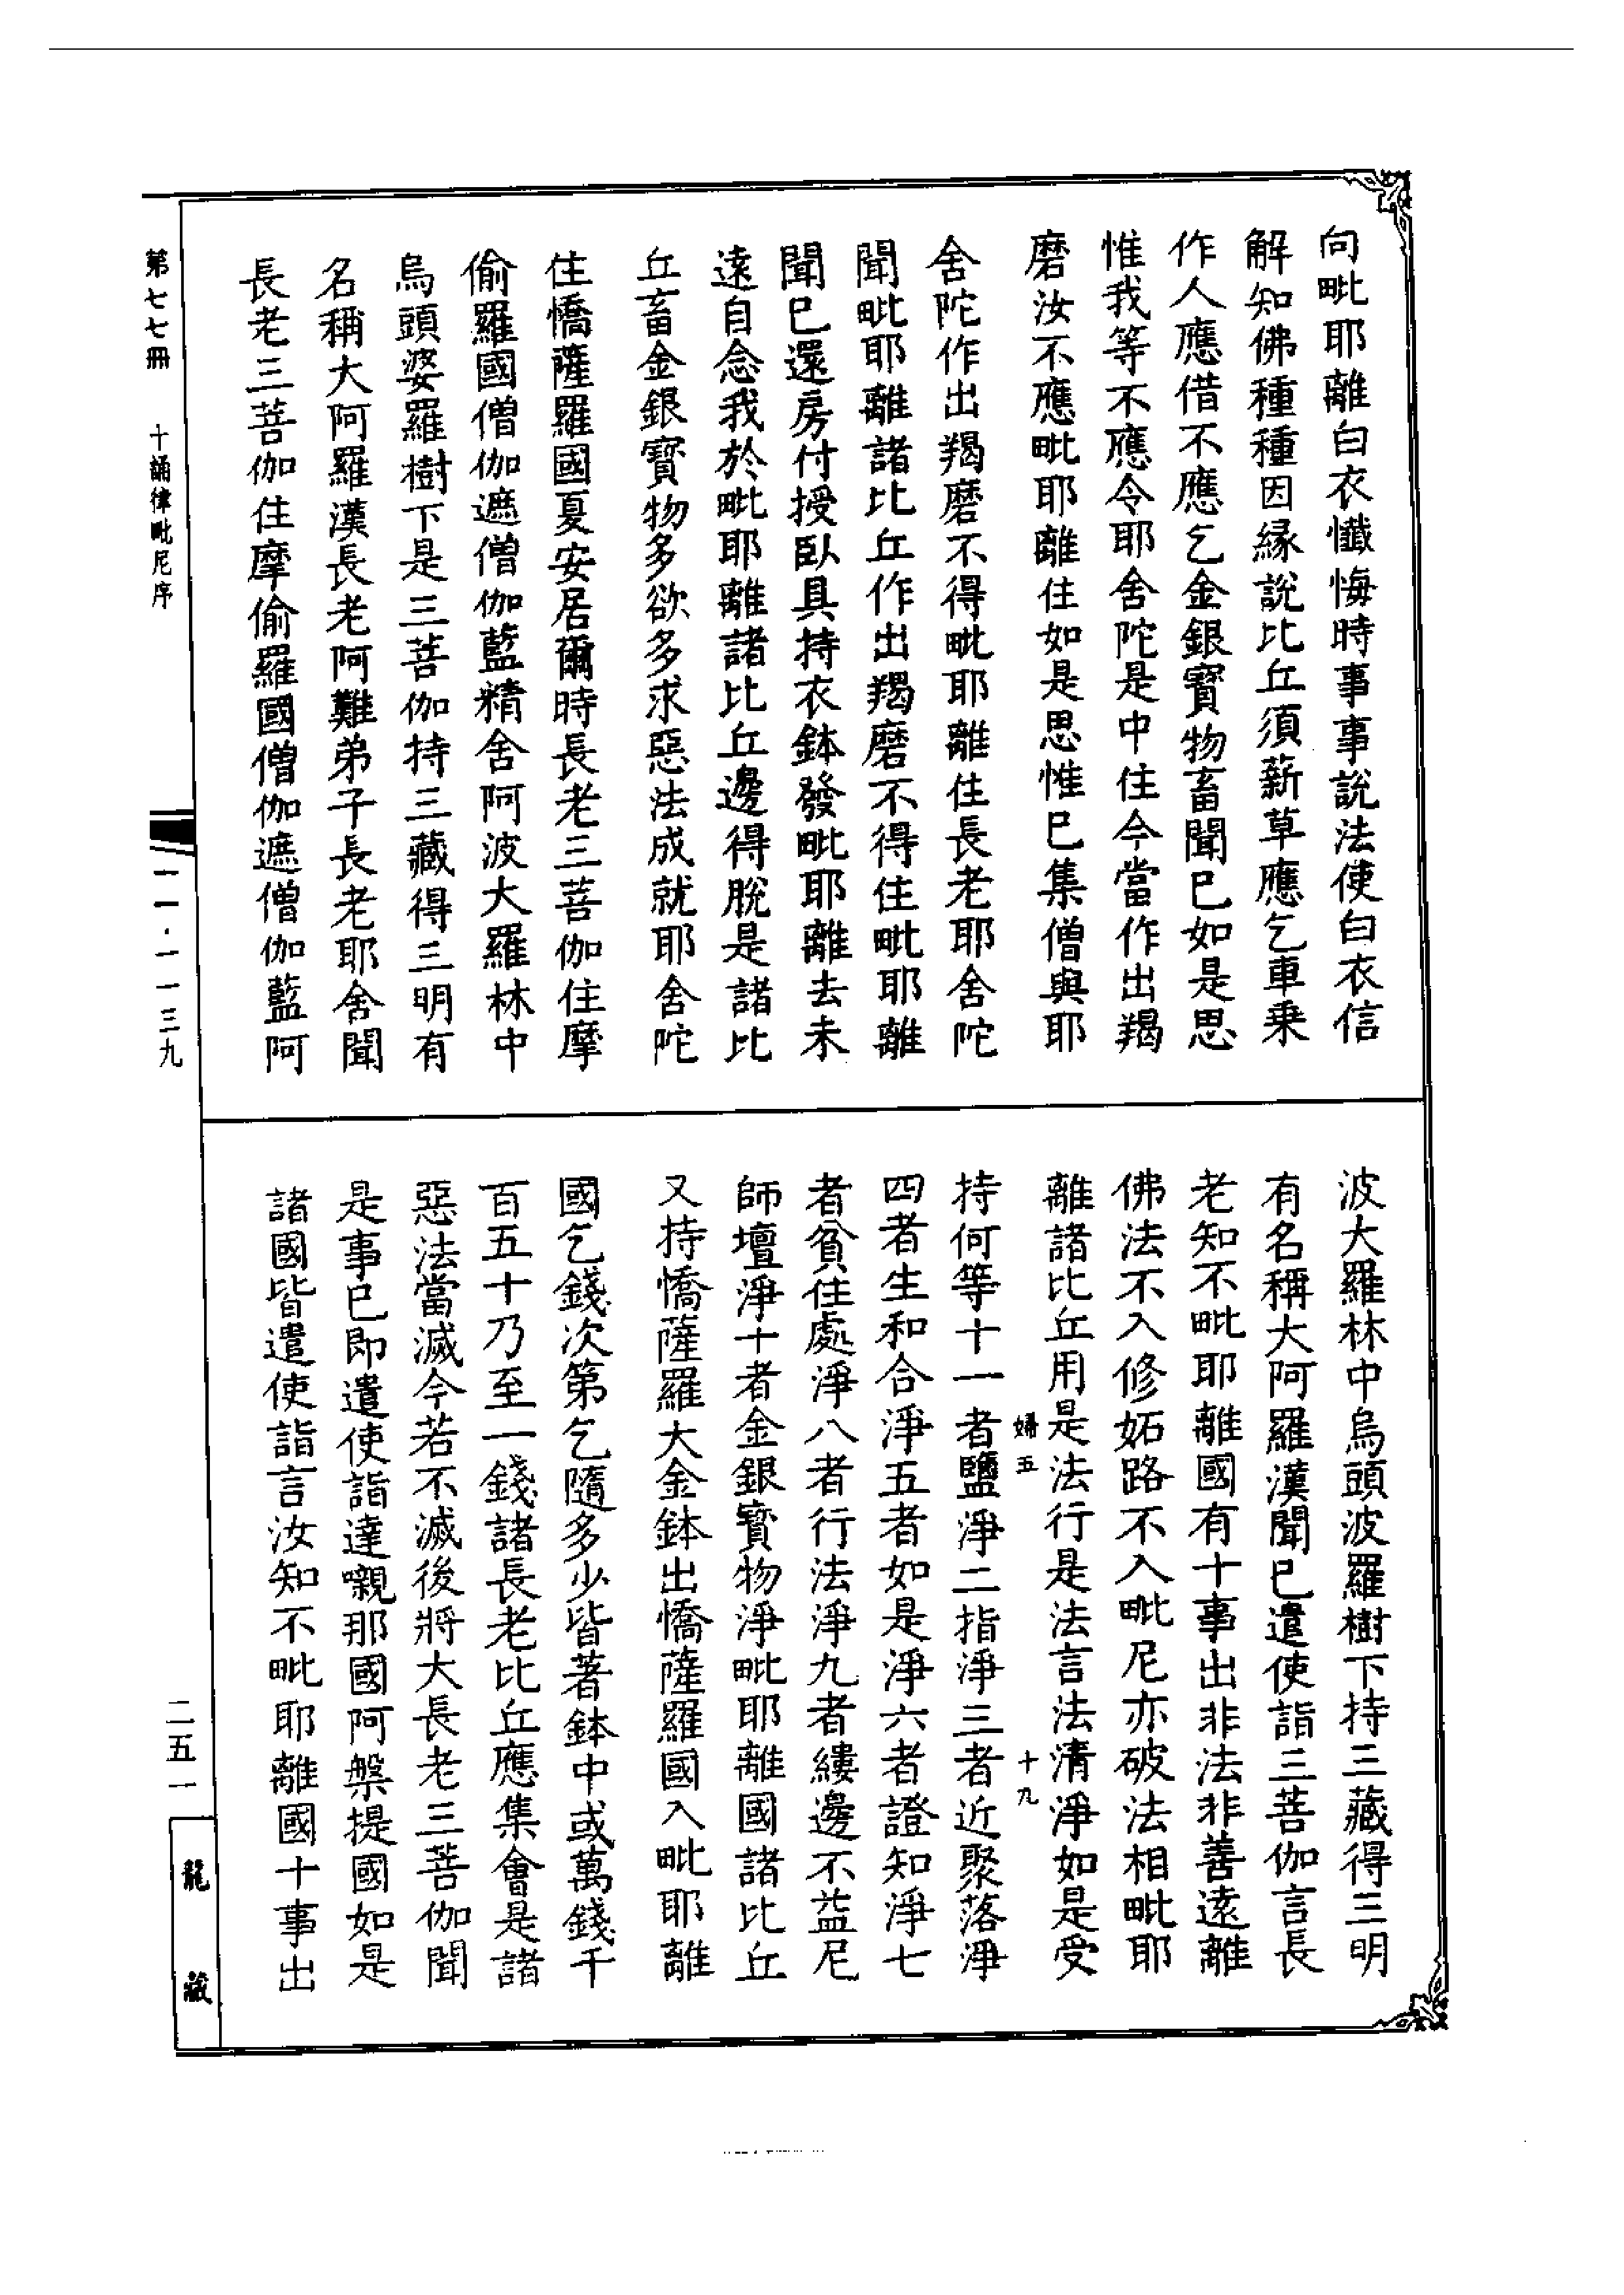 向毗耶離白衣懺悔時事事說法使白衣信
解知佛種種因緣說比丘須薪草應乞車乗
作人應借不應乞金銀寳物畜聞已如是思
惟我等不應令耶舍陀是中住今當作出羯
磨汝不應毗耶離住如是思惟已集僧與耶
舍陀作出羯磨不得毗耶離住長老耶舍陀
聞毗耶離諸比丘作出羯磨不得住毗耶離
聞已還房付授臥具持衣鉢發毗耶離去未
遠自念我於毗耶離諸比丘邊得脫是諸比
丘畜金銀寳物多欲多求惡法成就耶舍陀
住憍薩羅國夏安居爾時長老三菩伽住摩
偷羅國僧伽遮僧伽藍精舍阿波大羅林中
烏頭婆羅樹下是三菩伽持三藏得三明有
名稱大阿羅漢長老阿難弟子長老耶舍聞
長老三菩伽住摩偷羅國僧伽遮僧伽藍阿
波大羅林中烏頭波羅樹下持三藏得三明
有名稱大阿羅漢聞已遣使詣三菩伽言長
老知不毗耶離國有十事出非法非善遠離
佛法不入修妬路不入毗尼亦破法相毗耶
離諸比丘用是法行是法言法清淨如是受
婦五 十九
持何等十一者鹽淨二指淨三者近聚落淨
四者生和合淨五者如是淨六者證知淨七
者貧住處淨八者行法淨九者縷邊不益尼
師壇淨十者金銀寳物淨毗耶離國諸比丘
又持憍薩羅大金鉢出憍薩羅國入毗耶離
國乞錢次第乞隨多少皆著鉢中或萬錢千
百五十乃至一錢諸長老比丘應集會是諸
惡法當滅今若不滅後將大長老三菩伽聞
是事已即遣使詣達嚫那國阿槃提國如是
諸國皆遣使詣言汝知不毗耶離國十事出
第七七冊 十誦律毗尼序
一一·一一三九
二五一
龍藏